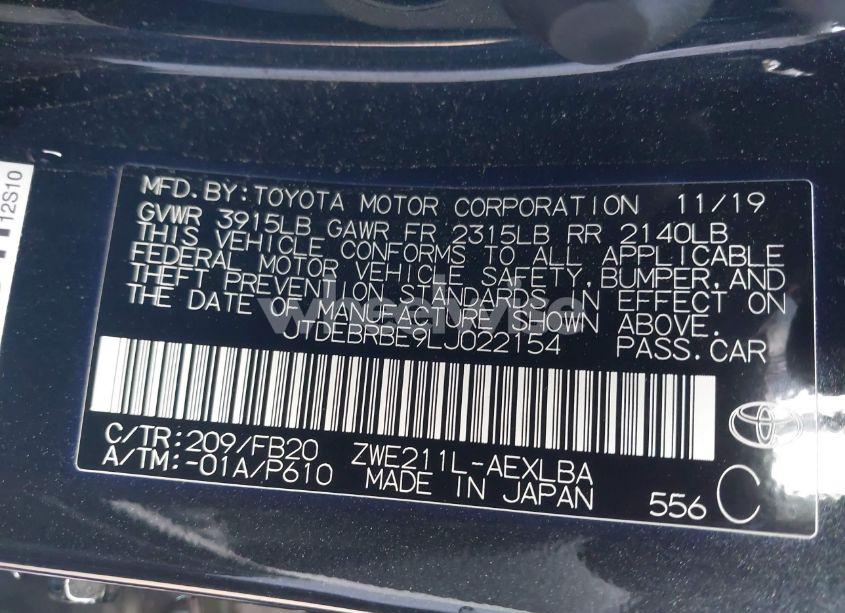 MFD.BY:TOYOTA MOTOR CORPORATION 11/19
GVWR 3915LB GAWR FR 2315LB RR 2140LB
THIS VEHICLE CONFORMS TO ALL APPLICABLE
FEDERAL MOTOR VEHICLE SAFETY,BUMPER,AND
THEFT PREVENTION STANDARDS IN EFFECT ON
THE DATE OF MANUFACTURE SHOWN ABOVE.
JTDEBRBE9LJ022154 PASS.CAR
C/TR:209/FB20 ZWE211L-AEXLBA
A/TM:-01A/P610 MADE IN JAPAN 556 C
12S10